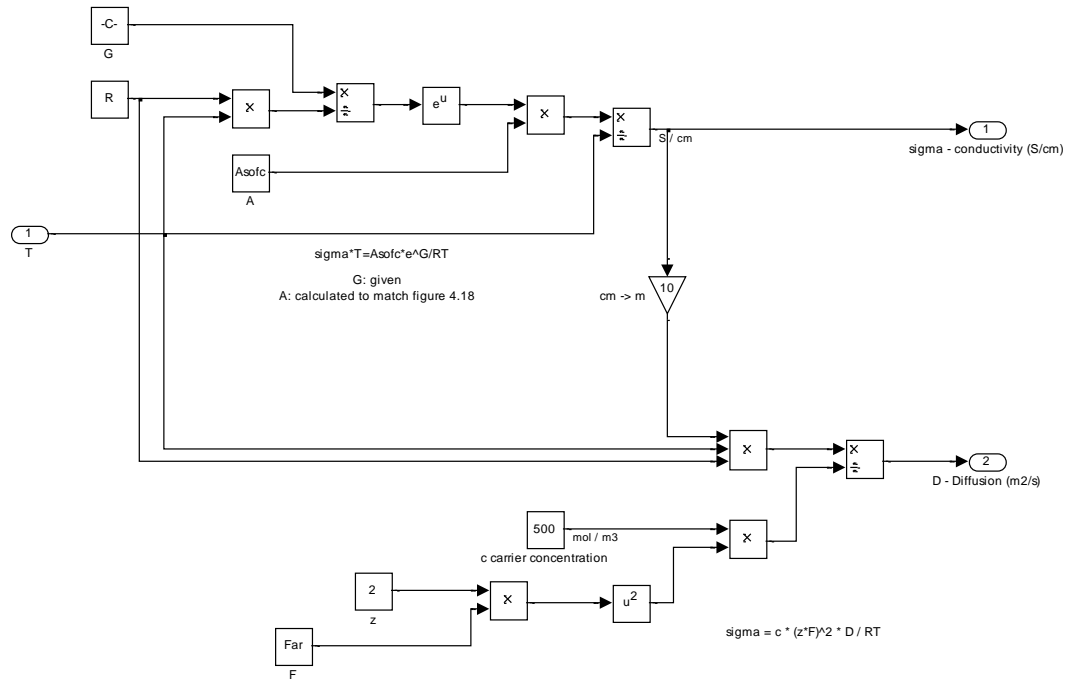 -C-
G
R
x
x
÷
e^u
x
x
÷
S / cm
1
sigma - conductivity (S/cm)
Asofc
A
1
T
sigma*T=Asofc*e^G/RT
G: given
A: calculated to match figure 4.18
10
cm -> m
x
x
÷
2
D - Diffusion (m2/s)
500
mol / m3
c carrier concentration
x
2
z
x
u^2
Far
F
sigma = c * (z*F)^2 * D / RT